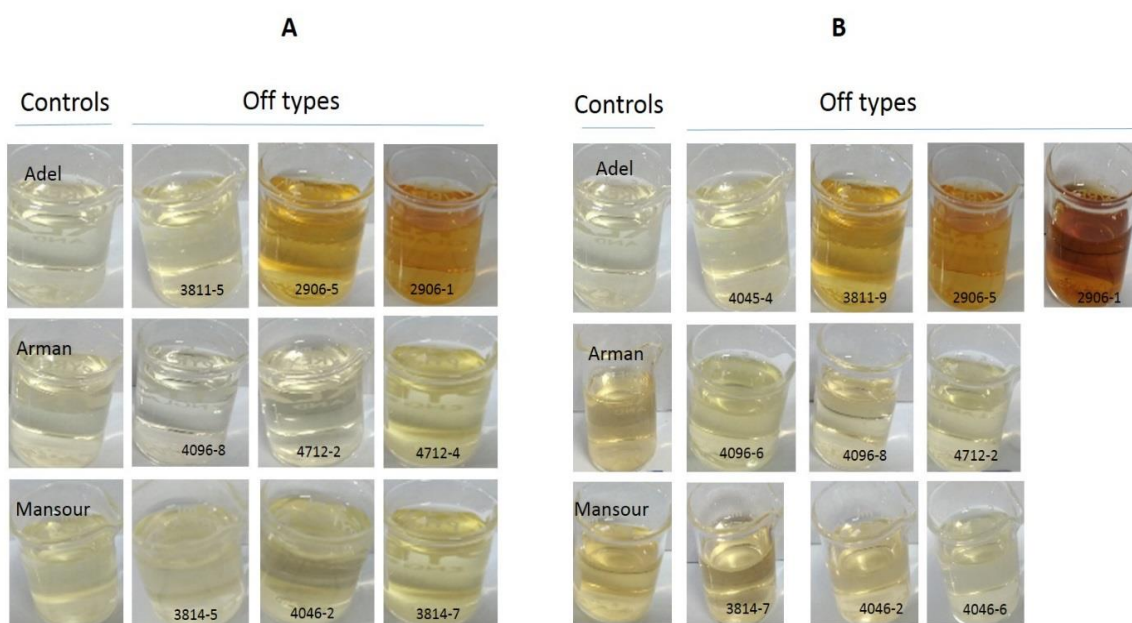 A
Controls
Off types
Adel
3811-5
2906-5
2906-1
Arman
4096-8
4712-2
4712-4
Mansour
3814-5
4046-2
3814-7
B
Controls
Off types
Adel
4045-4
3811-9
2906-5
2906-1
Arman
4096-6
4096-8
4712-2
Mansour
3814-7
4046-2
4046-6